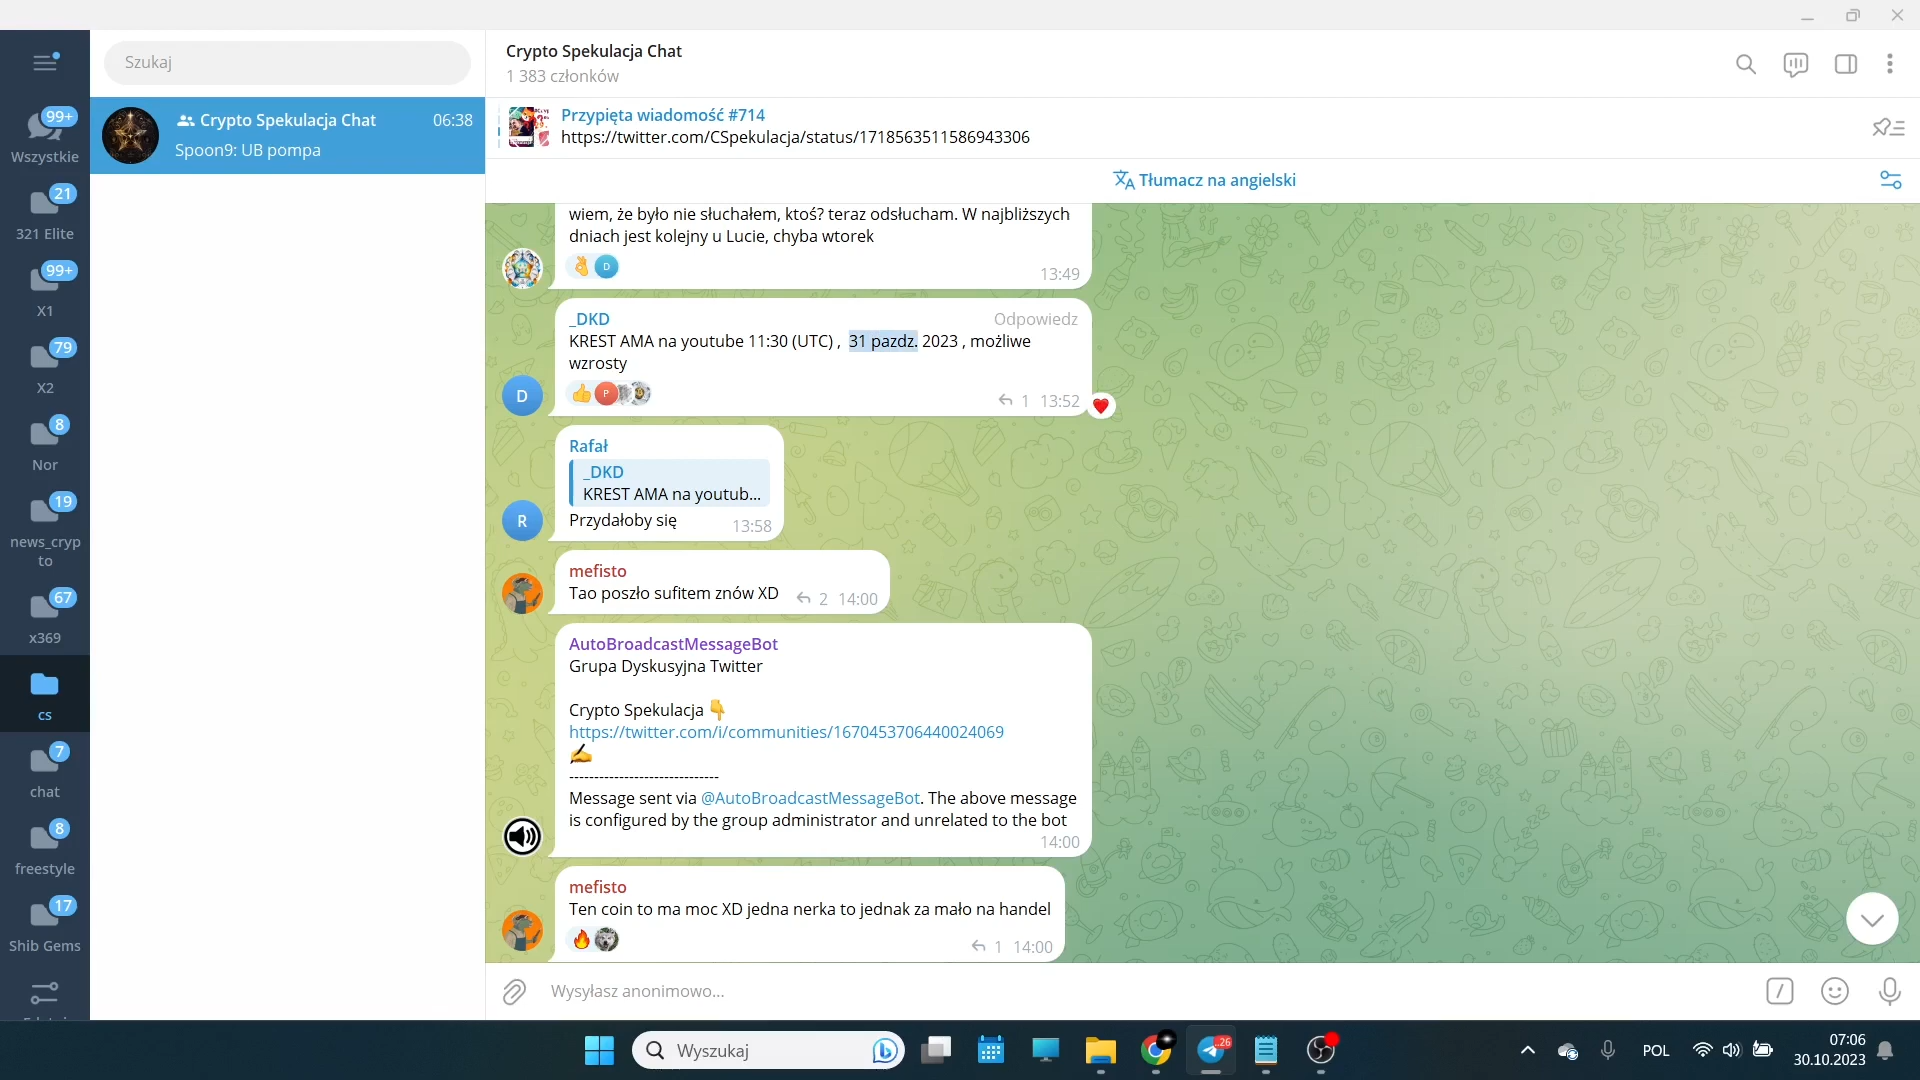 Szukaj
Crypto Spekulacja Chat
06:38
Spoon9: UB pompa
99+
Wszystkie
21
321 Elite
99+
X1
79
X2
8
Nor
19
news_cryp
to
67
x369
cs
7
chat
8
freestyle
17
Shib Gems
Crypto Spekulacja Chat
1 383 członków
Przypięta wiadomość #714
https://twitter.com/CSpekulacja/status/1718563511586943306
Tłumacz na angielski
wiem, że było nie słuchałem, ktoś? teraz odsłucham. W najbliższych
dniach jest kolejny u Lucie, chyba wtorek
D
13:49
_DKD
Odpowiedz
KREST AMA na youtube 11:30 (UTC) , 31 pazdz. 2023 , możliwe
wzrosty
D
P
1 13:52
Rafał
_DKD
KREST AMA na youtub...
Przydałoby się
13:58
R
mefisto
Tao poszło sufitem znów XD
2 14:00
AutoBroadcastMessageBot
Grupa Dyskusyjna Twitter
Crypto Spekulacja 👇
https://twitter.com/i/communities/1670453706440024069
✍
------------------------------
Message sent via @AutoBroadcastMessageBot. The above message
is configured by the group administrator and unrelated to the bot
14:00
mefisto
Ten coin to ma moc XD jedna nerka to jednak za mało na handel
1 14:00
Wysyłasz anonimowo...
Wyszukaj
26
POL
07:06
30.10.2023